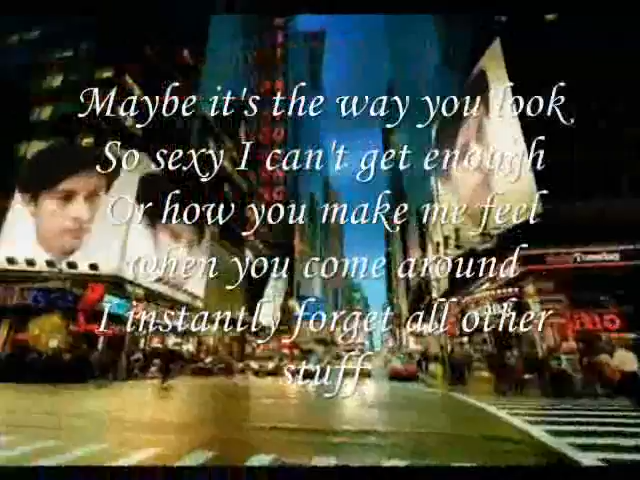 Maybe it's the way you look
So sexy I can't get enough
Or how you make me feel
when you come around
I instantly forget all other
stuff